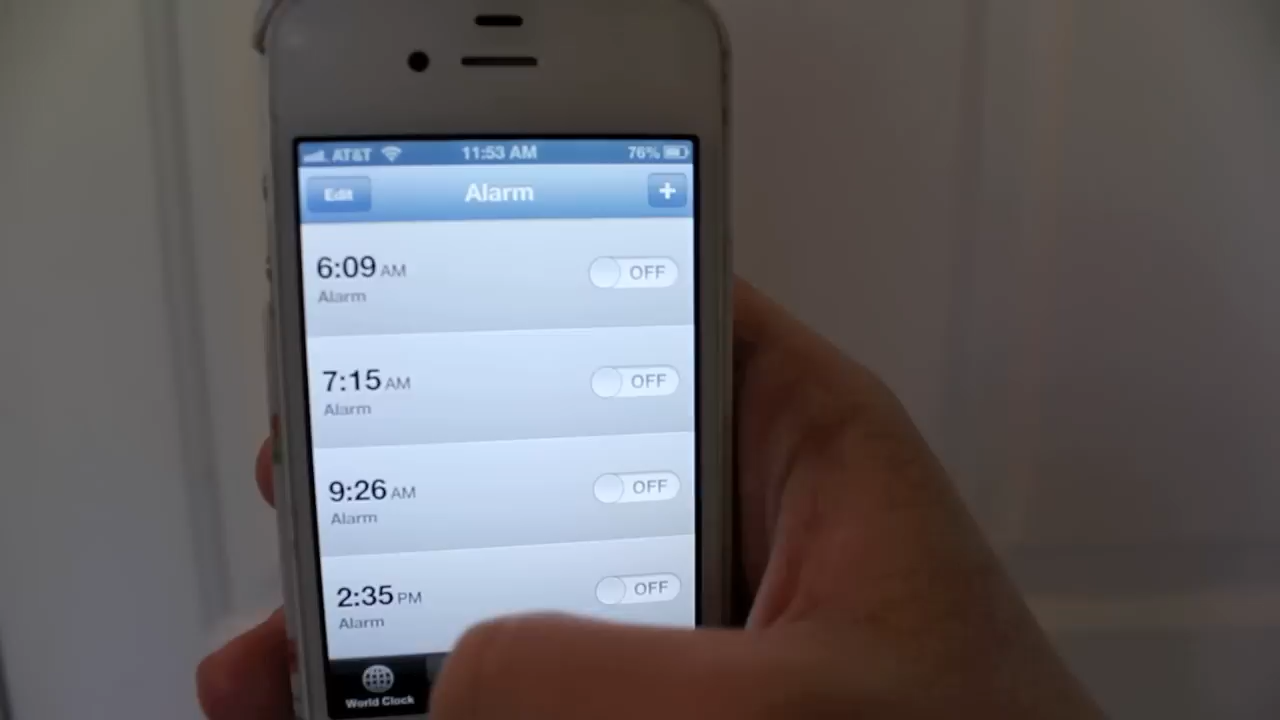 AT&T 11:53 AM 76%
Edit Alarm +
6:09 AM OFF
Alarm
7:15 AM OFF
Alarm
9:26 AM OFF
Alarm
2:35 PM OFF
Alarm
World Clock